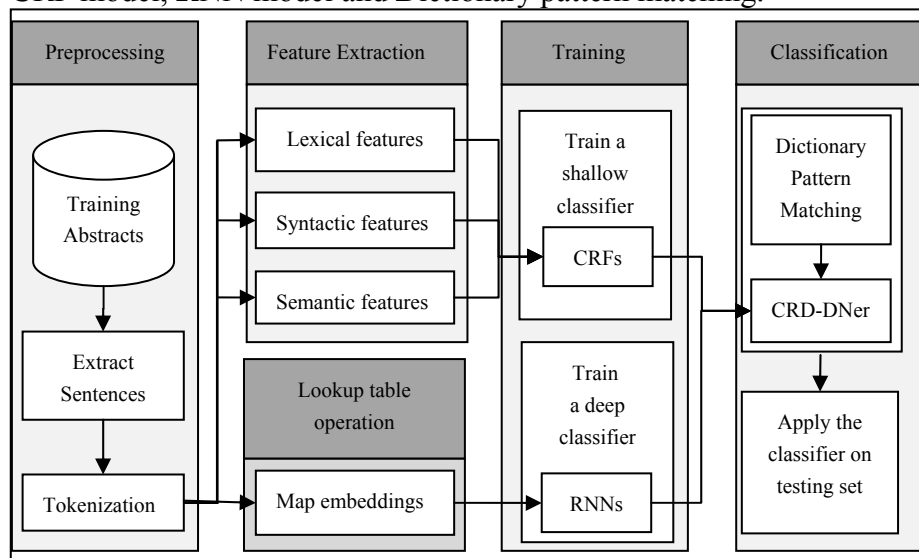 CRF model, RNN model and Dictionary pattern matching.
Preprocessing
Training
Abstracts
Extract
Sentences
Tokenization
Feature Extraction
Lexical features
Syntactic features
Semantic features
Lookup table
operation
Map embeddings
Training
Train a
shallow
classifier
CRFs
Train
a deep
classifier
RNNs
Classification
Dictionary
Pattern
Matching
CRD-DNer
Apply the
classifier on
testing set